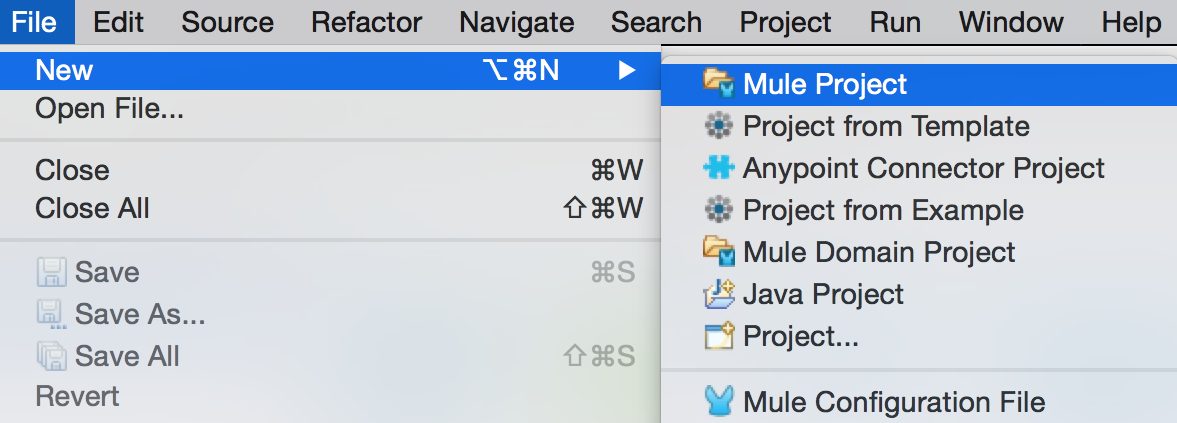 File Edit Source Refactor Navigate Search Project Run Window Help
New ⌥⌘N ▶
Open File...
Close ⌘W
Close All ⇧⌘W
Save ⌘S
Save As...
Save All ⇧⌘S
Revert
Mule Project
Project from Template
Anypoint Connector Project
Project from Example
Mule Domain Project
Java Project
Project...
Mule Configuration File